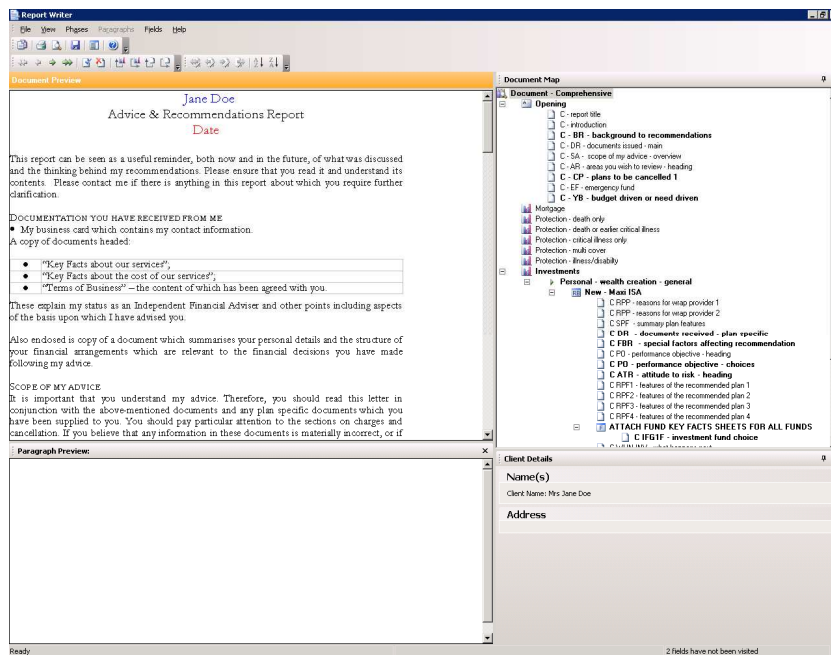 Report Writer
File View Phases Paragraphs Fields Help
Document Preview
Jane Doe
Advice & Recommendations Report
Date
This report can be seen as a useful reminder, both now and in the future, of what was discussed
and the thinking behind my recommendations. Please ensure that you read it and understand its
contents. Please contact me if there is anything in this report about which you require further
clarification.
DOCUMENTATION YOU HAVE RECEIVED FROM ME
• My business card which contains my contact information.
A copy of documents headed:
• "Key Facts about our services";
• "Key Facts about the cost of our services";
• "Terms of Business" – the content of which has been agreed with you.
These explain my status as an Independent Financial Adviser and other points including aspects
of the basis upon which I have advised you.
Also enclosed is copy of a document which summarises your personal details and the structure of
your financial arrangements which are relevant to the financial decisions you have made
following my advice.
SCOPE OF MY ADVICE
It is important that you understand my advice. Therefore, you should read this letter in
conjunction with the above-mentioned documents and any plan specific documents which you
have been supplied to you. You should pay particular attention to the sections on charges and
cancellation. If you believe that any information in these documents is materially incorrect, or if
Paragraph Preview:
Document Map
Document - Comprehensive
Opening
C - report title
C - introduction
C - BR - background to recommendations
C - DR - documents issued - main
C - SA - scope of my advice - overview
C - AR - areas you wish to review - heading
C - CP - plans to be cancelled 1
C - EF - emergency fund
C - YB - budget driven or need driven
Mortgage
Protection - death only
Protection - death or earlier critical illness
Protection - critical illness only
Protection - multi cover
Protection - illness/disabilty
Investments
Personal - wealth creation - general
New - Maxi ISA
C RPP - reasons for wrap provider 1
C RPP - reasons for wrap provider 2
C SPF - summary plan features
C DR - documents received - plan specific
C FBR - special factors affecting recommendation
C PO - performance objective - heading
C PO - performance objective - choices
C ATR - attitude to risk - heading
C RPF1 - features of the recommended plan 1
C RPF2 - features of the recommended plan 2
C RPF3 - features of the recommended plan 3
C RPF4 - features of the recommended plan 4
ATTACH FUND KEY FACTS SHEETS FOR ALL FUNDS
C IFG1F - investment fund choice
Client Details
Name(s)
Client Name: Mrs Jane Doe
Address
Ready
2 fields have not been visited